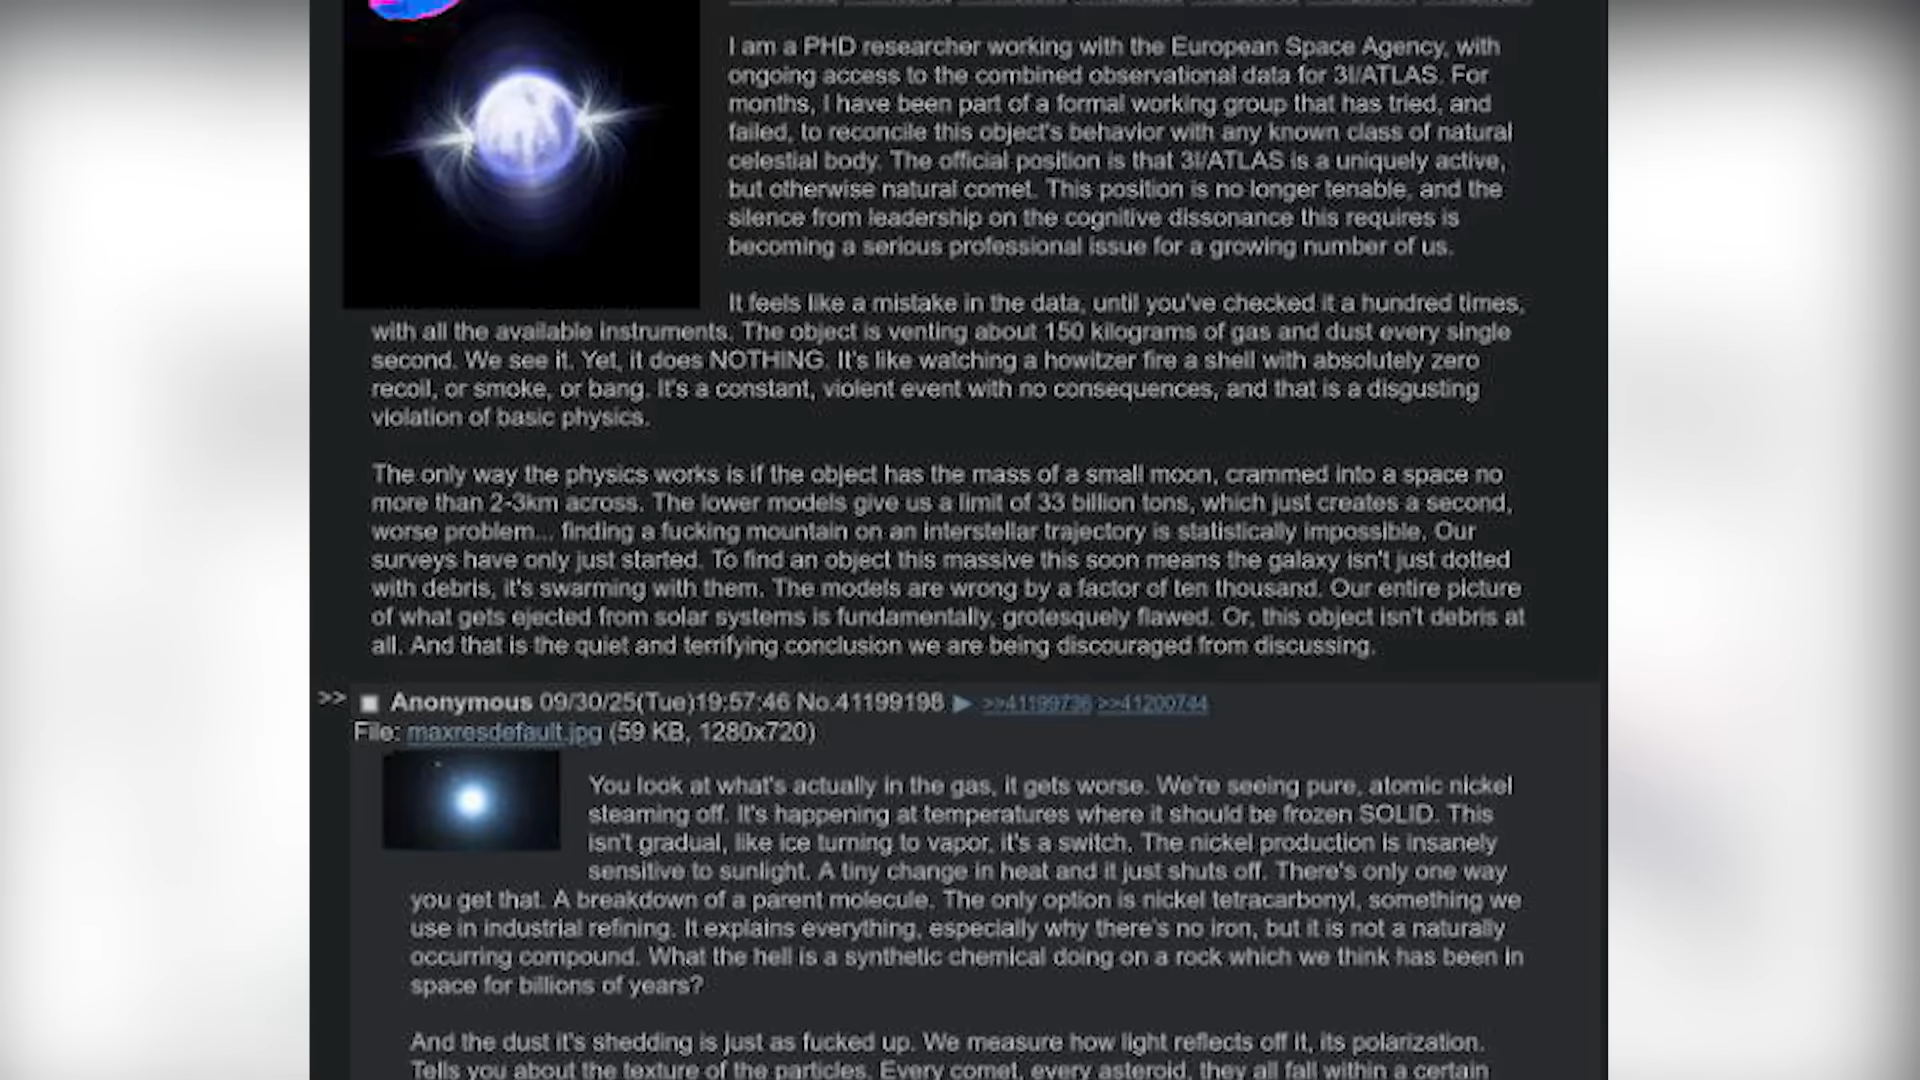 I am a PHD researcher working with the European Space Agency, with
ongoing access to the combined observational data for 3I/ATLAS. For
months, I have been part of a formal working group that has tried, and
failed, to reconcile this object's behavior with any known class of natural
celestial body. The official position is that 3I/ATLAS is a uniquely active,
but otherwise natural comet. This position is no longer tenable, and the
silence from leadership on the cognitive dissonance this requires is
becoming a serious professional issue for a growing number of us.
It feels like a mistake in the data, until you've checked it a hundred times,
with all the available instruments. The object is venting about 150 kilograms of gas and dust every single
second. We see it. Yet, it does NOTHING. It's like watching a howitzer fire a shell with absolutely zero
recoil, or smoke, or bang. It's a constant, violent event with no consequences, and that is a disgusting
violation of basic physics.
The only way the physics works is if the object has the mass of a small moon, crammed into a space no
more than 2-3km across. The lower models give us a limit of 33 billion tons, which just creates a second,
worse problem... finding a fucking mountain on an interstellar trajectory is statistically impossible. Our
surveys have only just started. To find an object this massive this soon means the galaxy isn't just dotted
with debris, it's swarming with them. The models are wrong by a factor of ten thousand. Our entire picture
of what gets ejected from solar systems is fundamentally, grotesquely flawed. Or, this object isn't debris at
all. And that is the quiet and terrifying conclusion we are being discouraged from discussing.
>> Anonymous 09/30/25(Tue)19:57:46 No.41199198 ▶ >>41199736 >>41200744
File: maxresdefault.jpg (59 KB, 1280x720)
You look at what's actually in the gas, it gets worse. We're seeing pure, atomic nickel
steaming off. It's happening at temperatures where it should be frozen SOLID. This
isn't gradual, like ice turning to vapor, it's a switch, The nickel production is insanely
sensitive to sunlight. A tiny change in heat and it just shuts off. There's only one way
you get that. A breakdown of a parent molecule. The only option is nickel tetracarbonyl, something we
use in industrial refining. It explains everything, especially why there's no iron, but it is not a naturally
occurring compound. What the hell is a synthetic chemical doing on a rock which we think has been in
space for billions of years?
And the dust it's shedding is just as fucked up. We measure how light reflects off it, its polarization.
Tells you about the texture of the particles. Every comet, every asteroid, they all fall within a certain